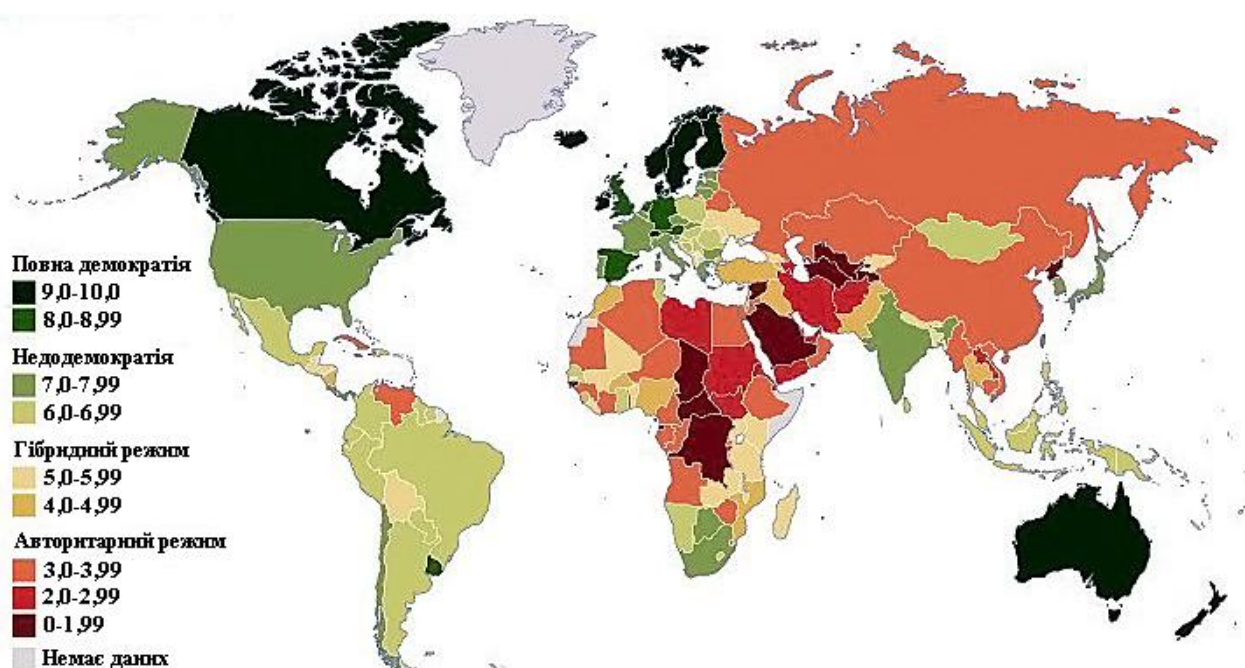 Повна демократія
9,0-10,0
8,0-8,99
Недодемократія
7,0-7,99
6,0-6,99
Гібридний режим
5,0-5,99
4,0-4,99
Авторитарний режим
3,0-3,99
2,0-2,99
0-1,99
Немає даних